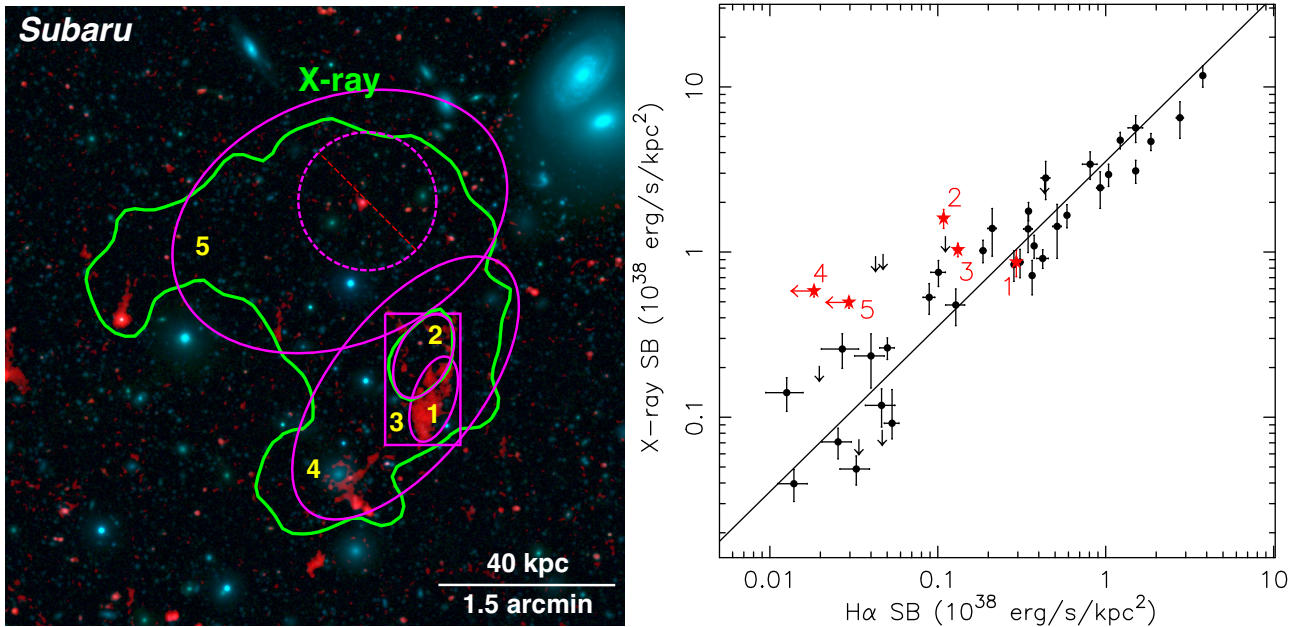 Subaru
X-ray
5
2
3
1
4
40 kpc
1.5 arcmin
X-ray SB (10^38 erg/s/kpc^2)
10
1
0.1
2
3
1
4
5
0.01
0.1
1
10
Hα SB (10^38 erg/s/kpc^2)